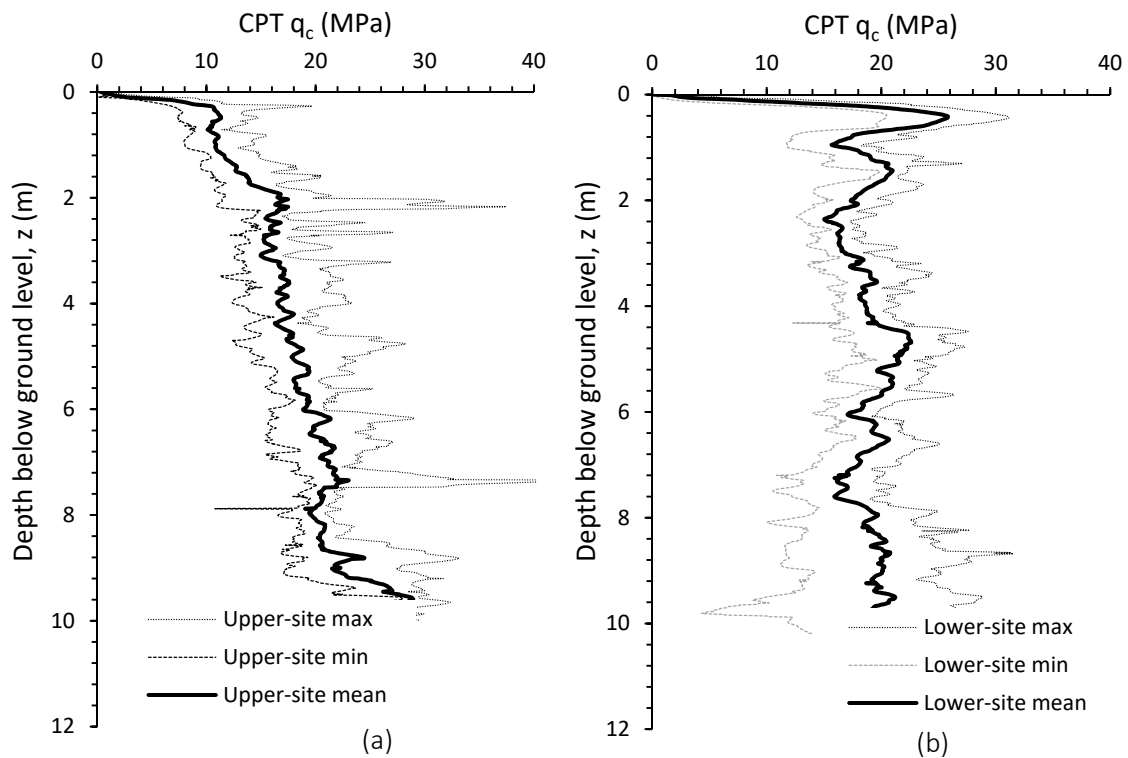 CPT qc (MPa)
0 10 20 30 40
0
2
4
6
8
10
12
Depth below ground level, z (m)
Upper-site max
Upper-site min
Upper-site mean
(a)
CPT qc (MPa)
0 10 20 30 40
0
2
4
6
8
10
12
Depth below ground level, z (m)
Lower-site max
Lower-site min
Lower-site mean
(b)